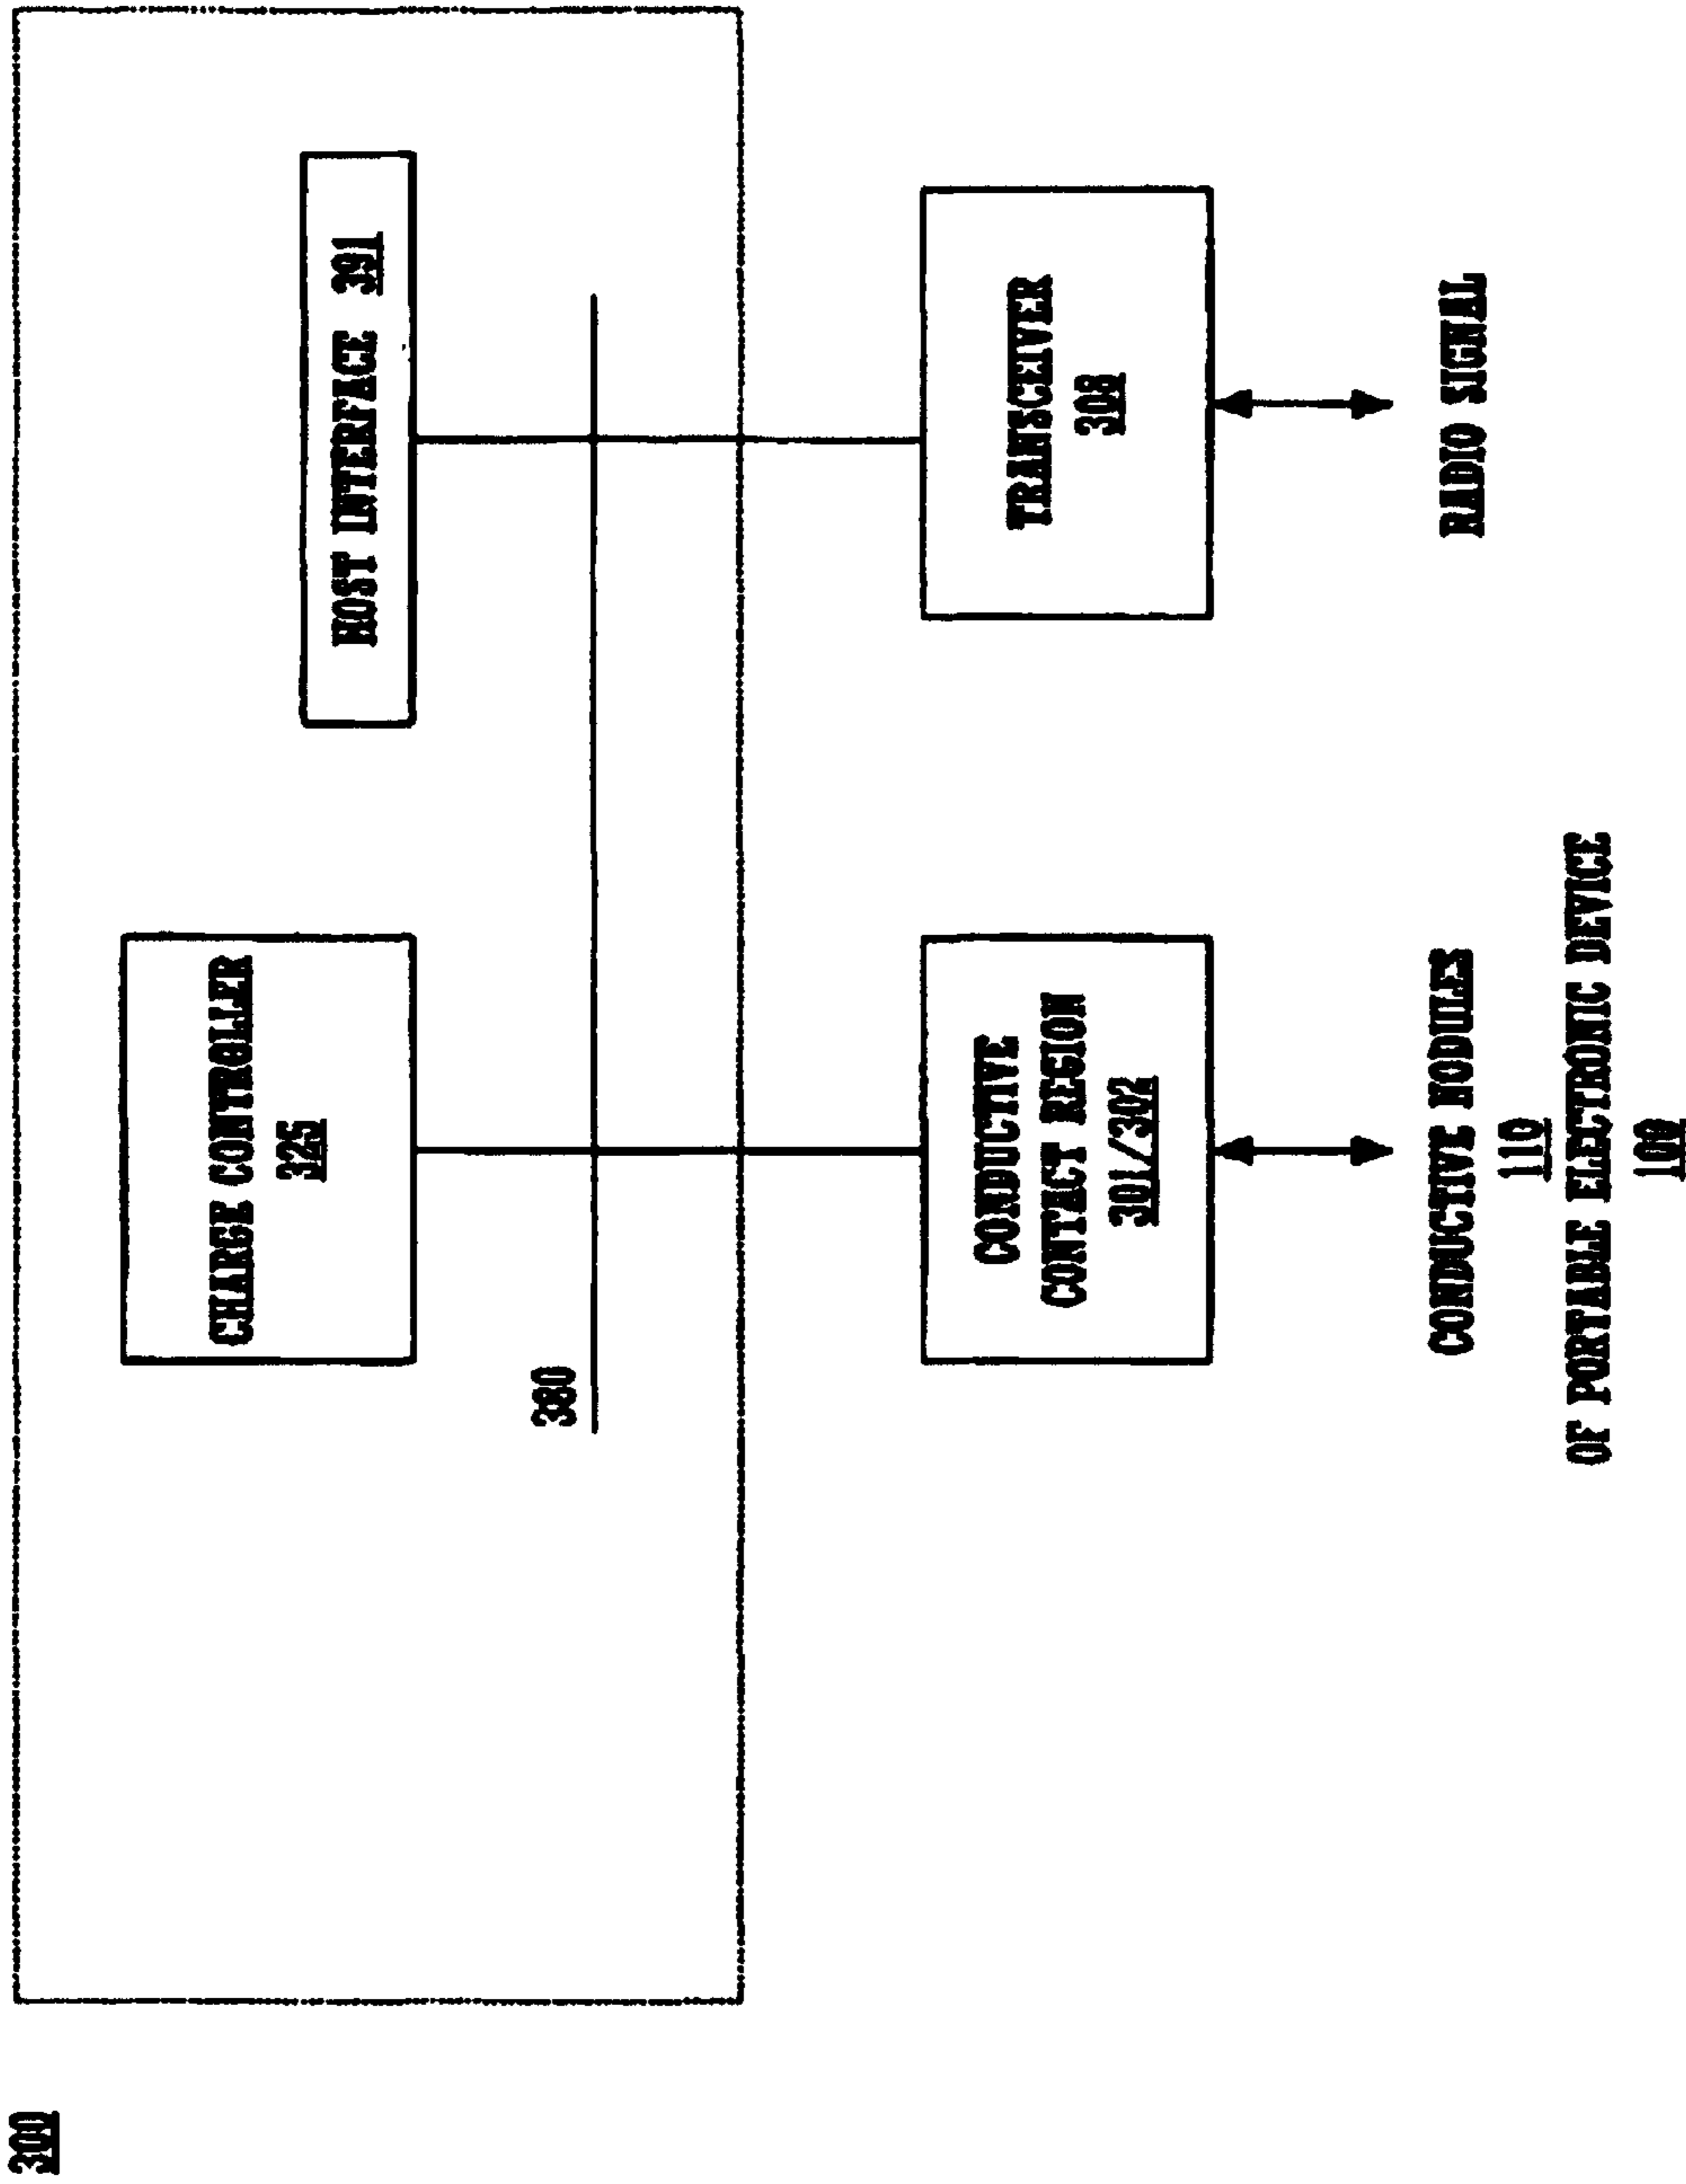 300
CHARGE CONTROLLER
325
HOST INTERFACE 391
380
CONDUCTIVE
CONTACT REGION
301/302
TRANSCEIVER
308
CONDUCTIVE NODULES
110
OF PORTABLE ELECTRONIC DEVICE
100
RADIO SIGNAL